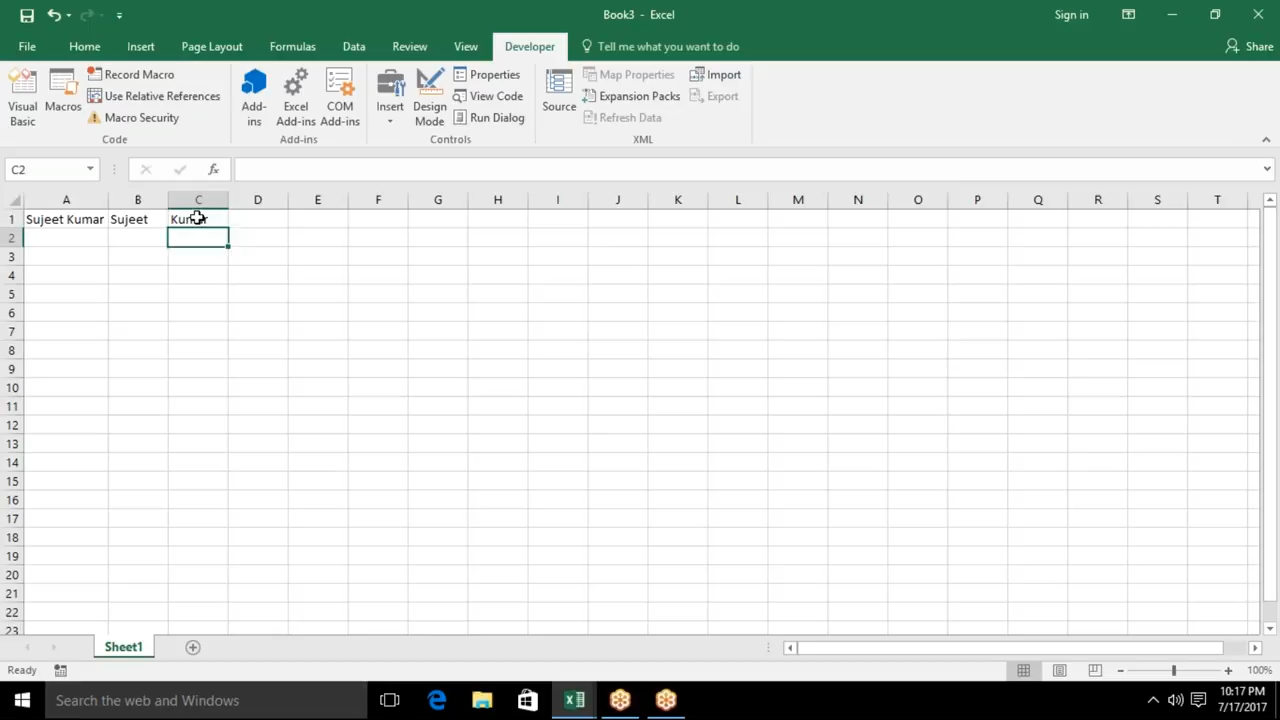 Book3 - Excel
Sign in
File Home Insert Page Layout Formulas Data Review View Developer Tell me what you want to do Share
Visual Basic
Macros
Record Macro
Use Relative References
Macro Security
Code
Add-ins
Excel Add-ins
COM Add-ins
Add-ins
Insert
Design Mode
Properties
View Code
Run Dialog
Controls
Source
Map Properties
Expansion Packs
Refresh Data
Import
Export
XML
C2 fx
A B C D E F G H I J K L M N O P Q R S T
1 Sujeet Kumar Sujeet Kumar
2
3
4
5
6
7
8
9
10
11
12
13
14
15
16
17
18
19
20
21
22
23
Sheet1
Ready 100%
Search the web and Windows
10:17 PM
7/17/2017